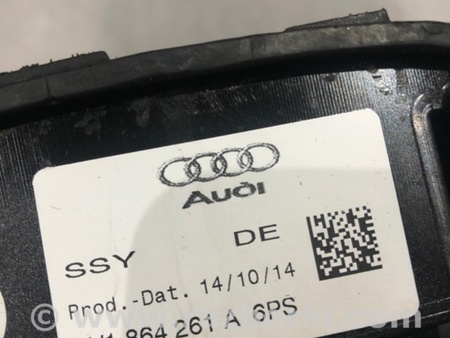 Audi
SSY DE
Prod.-Dat. 14/10/14
864 261 A 6PS